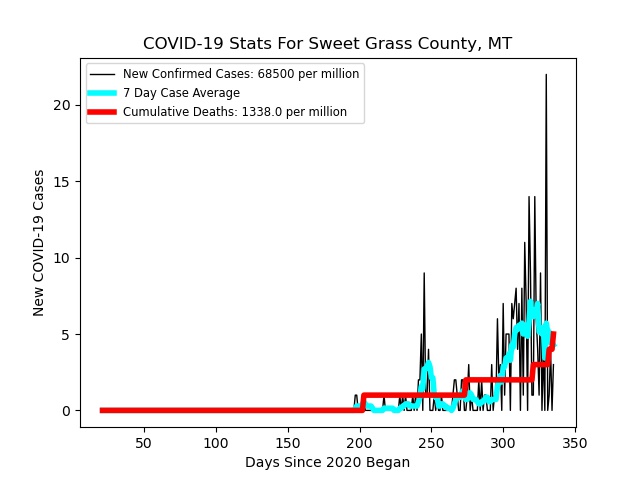 COVID-19 Stats For Sweet Grass County, MT
New Confirmed Cases: 68500 per million
7 Day Case Average
Cumulative Deaths: 1338.0 per million
New COVID-19 Cases
20
15
10
5
0
50 100 150 200 250 300 350
Days Since 2020 Began